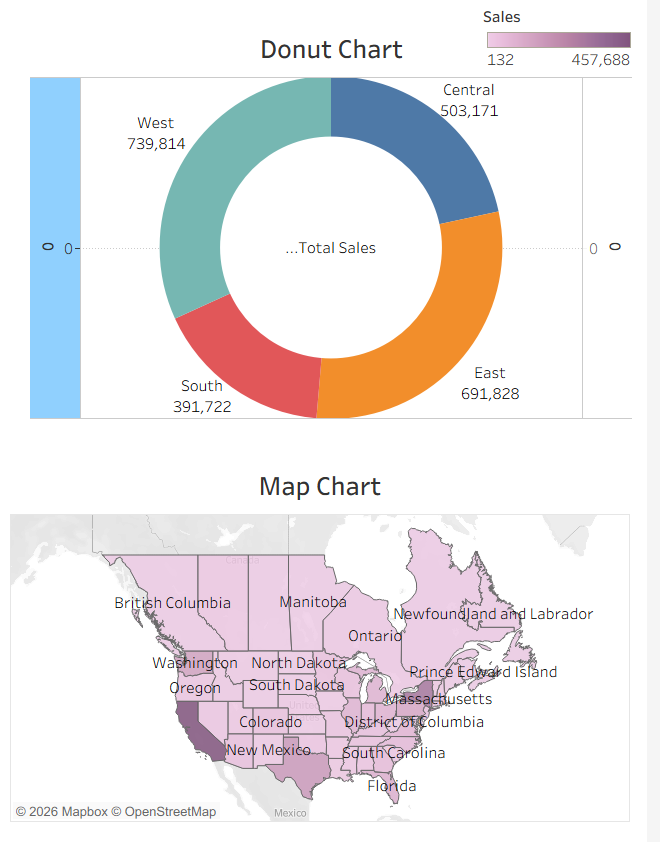 Sales
132 457,688
Donut Chart
Central
503,171
West
739,814
0 0 ...Total Sales 0 0
East
691,828
South
391,722
Map Chart
Canada
British Columbia Manitoba
Newfoundland and Labrador
Ontario
Washington North Dakota
Prince Edward Island
Oregon South Dakota
Massachusetts
United
Colorado District of Columbia
New Mexico South Carolina
Florida
© 2026 Mapbox © OpenStreetMap
Mexico